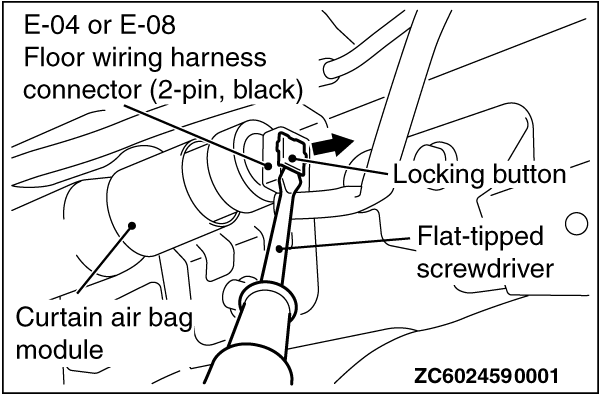 E-04 or E-08
Floor wiring harness
connector (2-pin, black)
Locking button
Flat-tipped
screwdriver
Curtain air bag
module
ZC6024590001